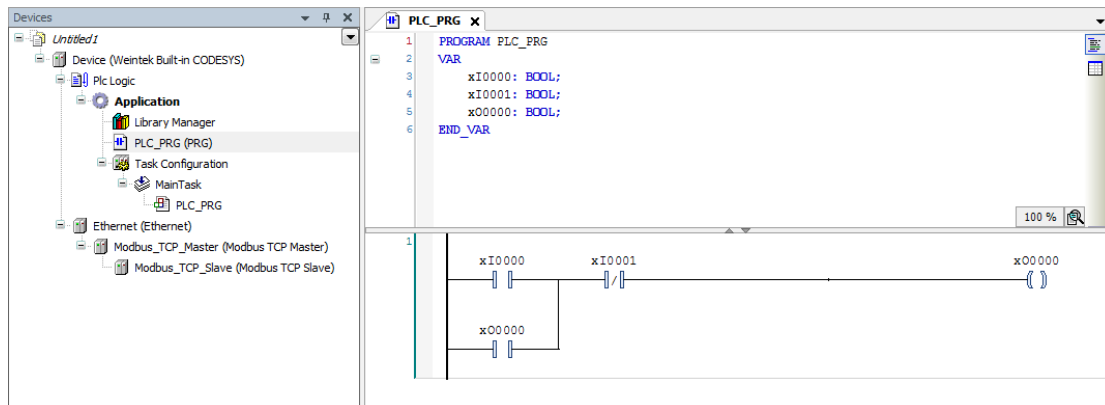 Devices
Untitled1
Device (Weintek Built-in CODESYS)
Plc Logic
Application
Library Manager
PLC_PRG (PRG)
Task Configuration
MainTask
PLC_PRG
Ethernet (Ethernet)
Modbus_TCP_Master (Modbus TCP Master)
Modbus_TCP_Slave (Modbus TCP Slave)
PLC_PRG
1 PROGRAM PLC_PRG
2 VAR
3 xI0000: BOOL;
4 xI0001: BOOL;
5 xO0000: BOOL;
6 END_VAR
100 %
1
xI0000 xI0001 xO0000
xO0000